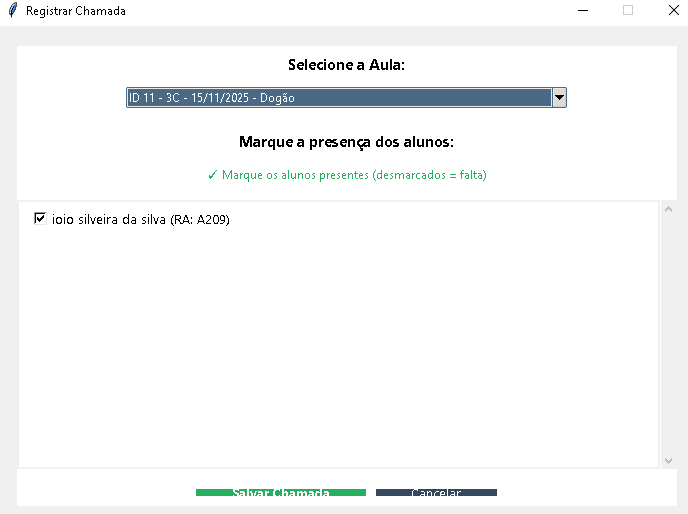 Registrar Chamada
Selecione a Aula:
ID 11 - 3C - 15/11/2025 - Dogão
Marque a presença dos alunos:
✓ Marque os alunos presentes (desmarcados = falta)
ioio silveira da silva (RA: A209)
Salvar Chamada
Cancelar